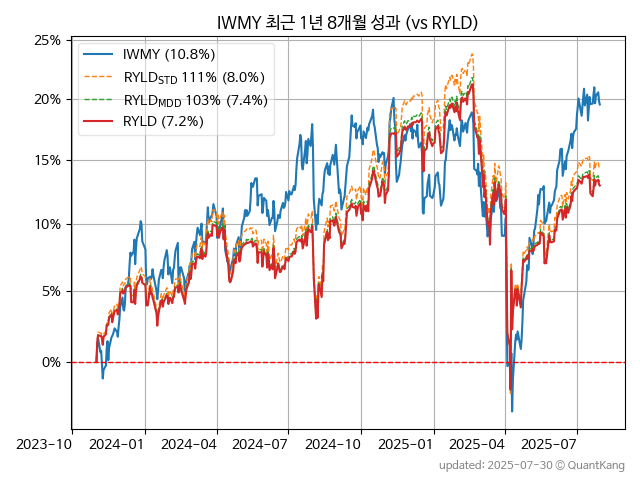 IWMY 최근 1년 8개월 성과 (vs RYLD)
25%
20%
15%
10%
5%
0%
IWMY (10.8%)
RYLD_STD 111% (8.0%)
RYLD_MDD 103% (7.4%)
RYLD (7.2%)
2023-10 2024-01 2024-04 2024-07 2024-10 2025-01 2025-04 2025-07
updated: 2025-07-30 © QuantKang